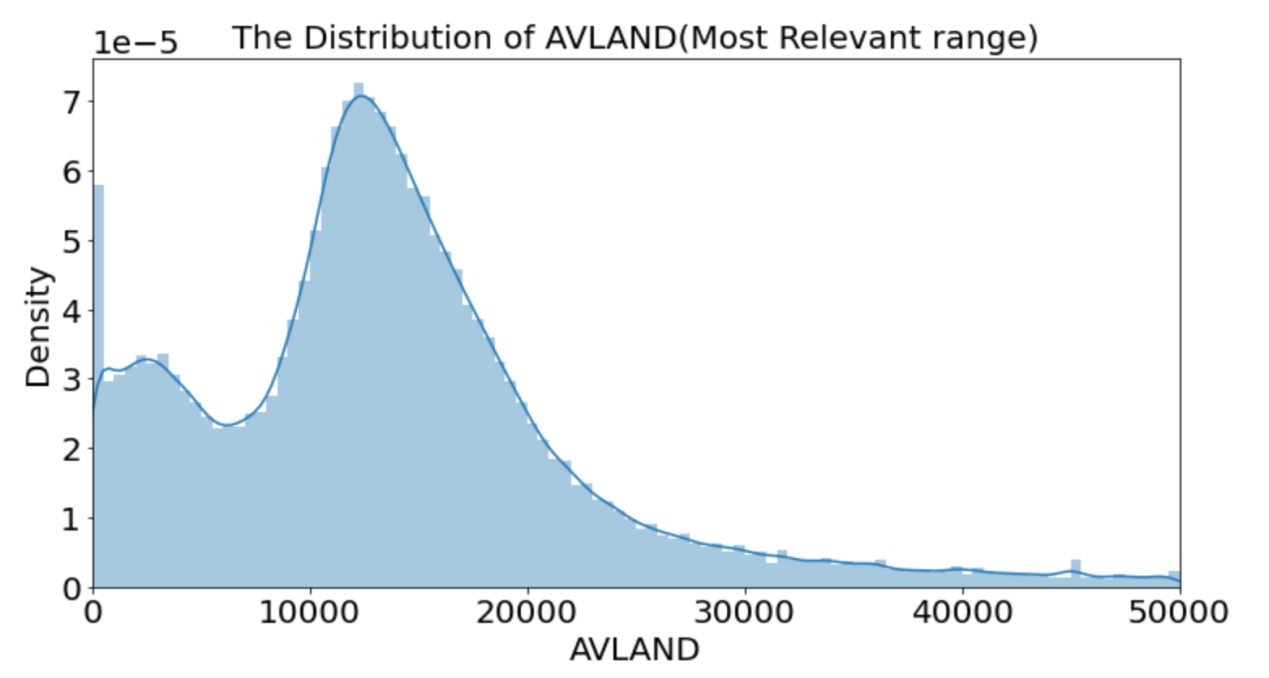 1e−5 The Distribution of AVLAND(Most Relevant range)
7
6
5
4
3
2
1
0
Density
0 10000 20000 30000 40000 50000
AVLAND